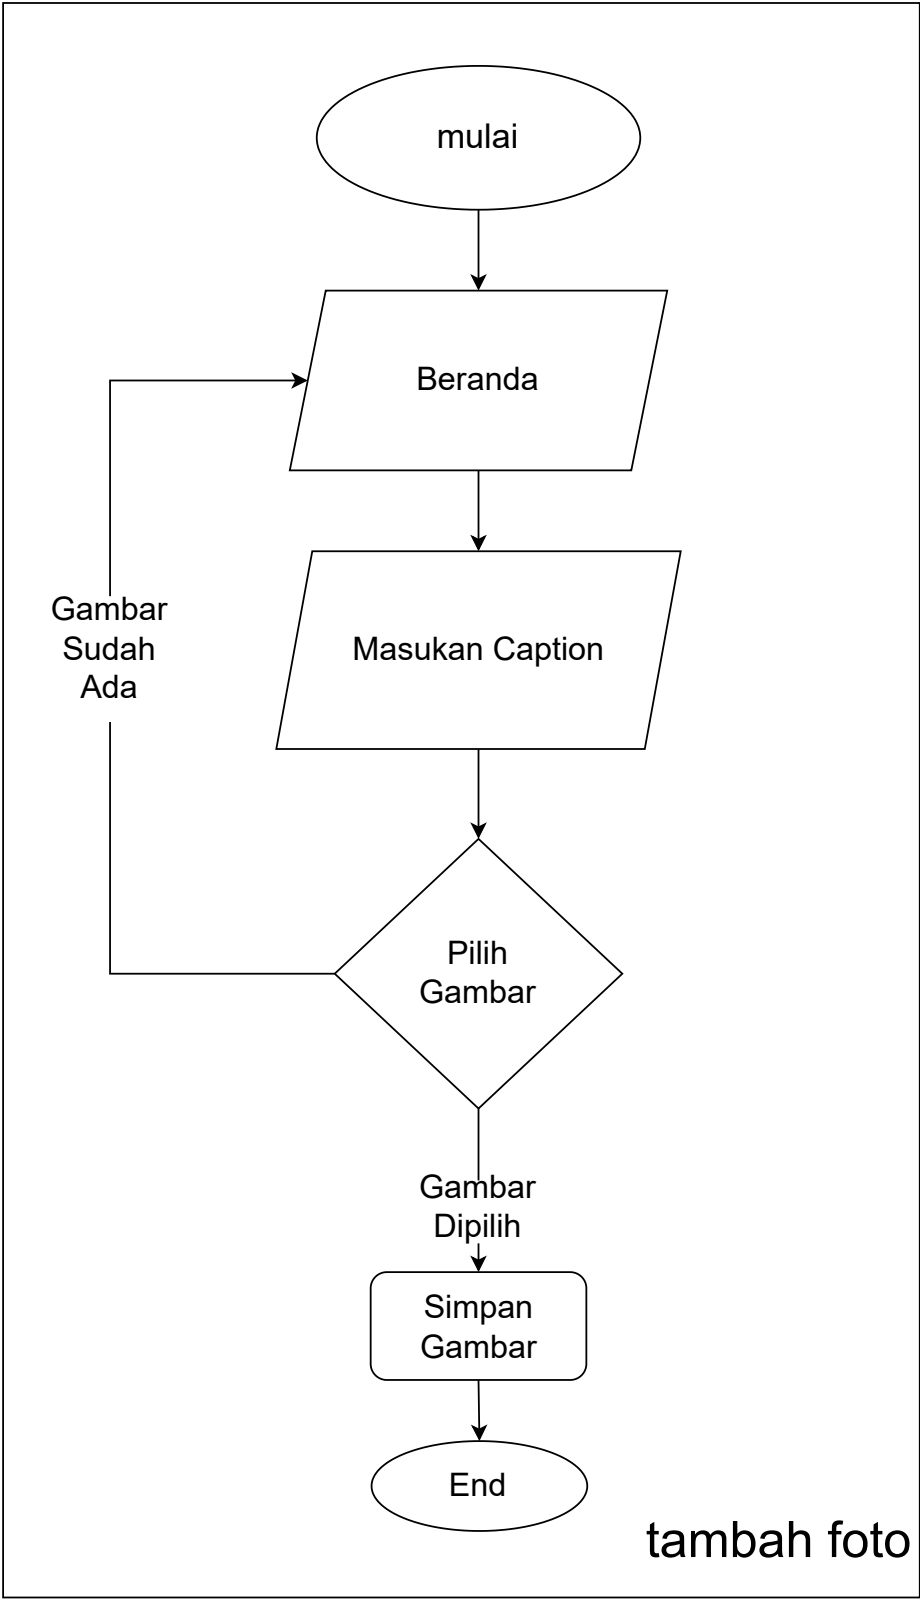 mulai
Beranda
Gambar
Sudah
Ada
Masukan Caption
Pilih
Gambar
Gambar
Dipilih
Simpan
Gambar
End
tambah foto